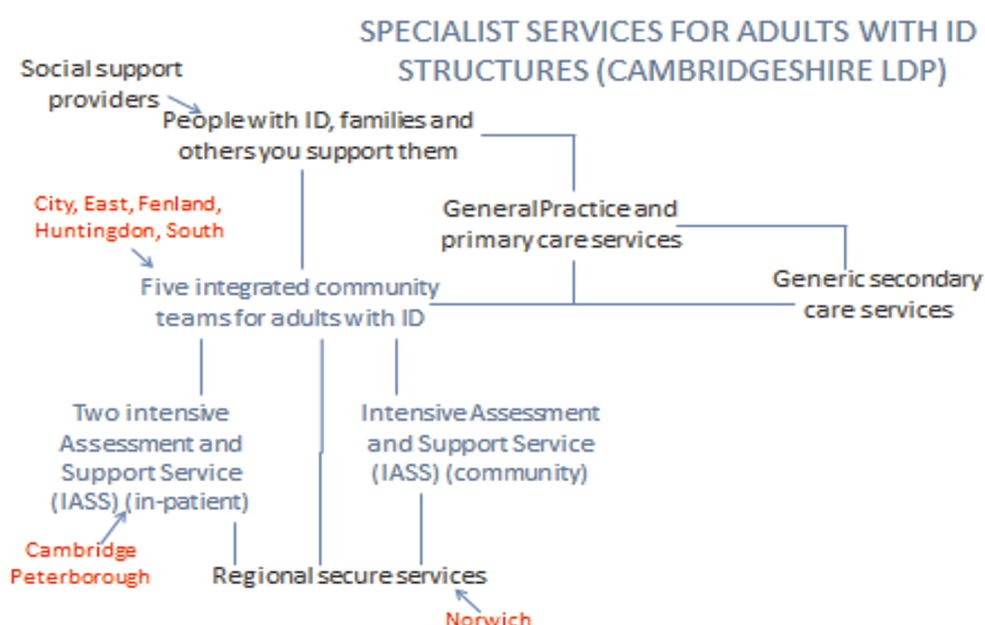 SPECIALIST SERVICES FOR ADULTS WITH ID
STRUCTURES (CAMBRIDGESHIRE LDP)
Social support
providers
People with ID, families and
others you support them
City, East, Fenland,
Huntingdon, South
General Practice and
primary care services
Generic secondary
care services
Five integrated community
teams for adults with ID
Two intensive
Assessment and
Support Service
(IASS) (in-patient)
Intensive Assessment
and Support Service
(IASS) (community)
Cambridge
Peterborough
Regional secure services
Norwich